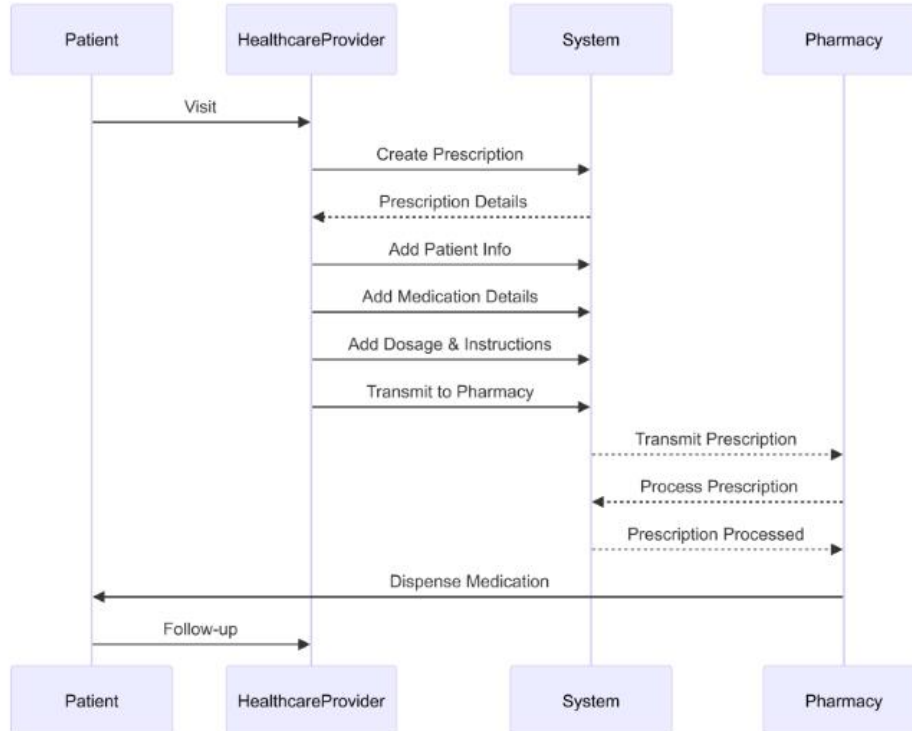 Patient
HealthcareProvider
System
Pharmacy
Visit
Create Prescription
Prescription Details
Add Patient Info
Add Medication Details
Add Dosage & Instructions
Transmit to Pharmacy
Transmit Prescription
Process Prescription
Prescription Processed
Dispense Medication
Follow-up
Patient
HealthcareProvider
System
Pharmacy